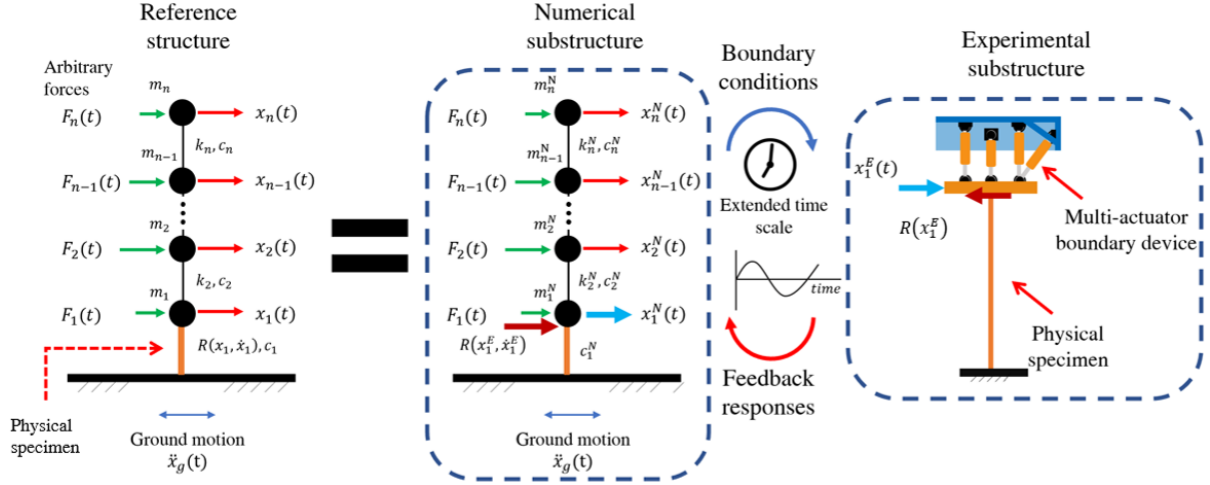 Reference
structure
Arbitrary
forces
m_n
F_n(t)
x_n(t)
k_n, c_n
m_{n−1}
F_{n−1}(t)
x_{n−1}(t)
m_2
F_2(t)
x_2(t)
k_2, c_2
m_1
F_1(t)
x_1(t)
R(x_1, ẋ_1), c_1
Physical
specimen
Ground motion
ẍ_g(t)
Numerical
substructure
m_n^N
F_n(t)
x_n^N(t)
k_n^N, c_n^N
m_{n−1}^N
F_{n−1}(t)
x_{n−1}^N(t)
m_2^N
F_2(t)
x_2^N(t)
k_2^N, c_2^N
m_1^N
F_1(t)
x_1^N(t)
R(x_1^E, ẋ_1^E)
c_1^N
Ground motion
ẍ_g(t)
Boundary
conditions
Extended time
scale
time
Feedback
responses
Experimental
substructure
x_1^E(t)
R(x_1^E)
Multi-actuator
boundary device
Physical
specimen